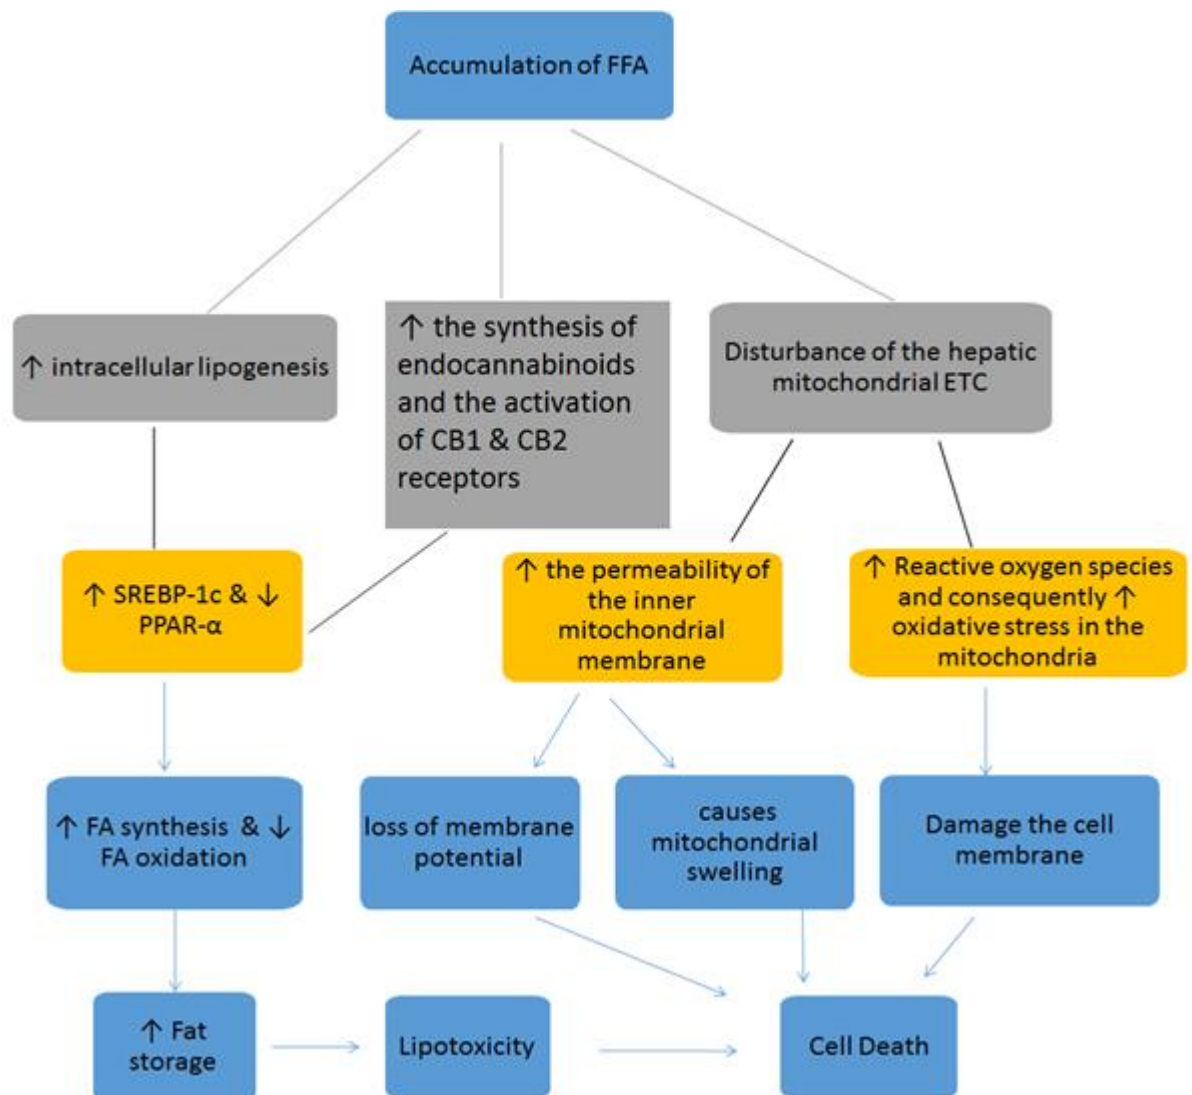 Accumulation of FFA
↑ intracellular lipogenesis
↑ the synthesis of
endocannabinoids
and the activation
of CB1 & CB2
receptors
Disturbance of the hepatic
mitochondrial ETC
↑ SREBP-1c & ↓
PPAR-α
↑ the permeability of
the inner
mitochondrial
membrane
↑ Reactive oxygen species
and consequently ↑
oxidative stress in the
mitochondria
↑ FA synthesis & ↓
FA oxidation
loss of membrane
potential
causes
mitochondrial
swelling
Damage the cell
membrane
↑ Fat
storage
Lipotoxicity
Cell Death